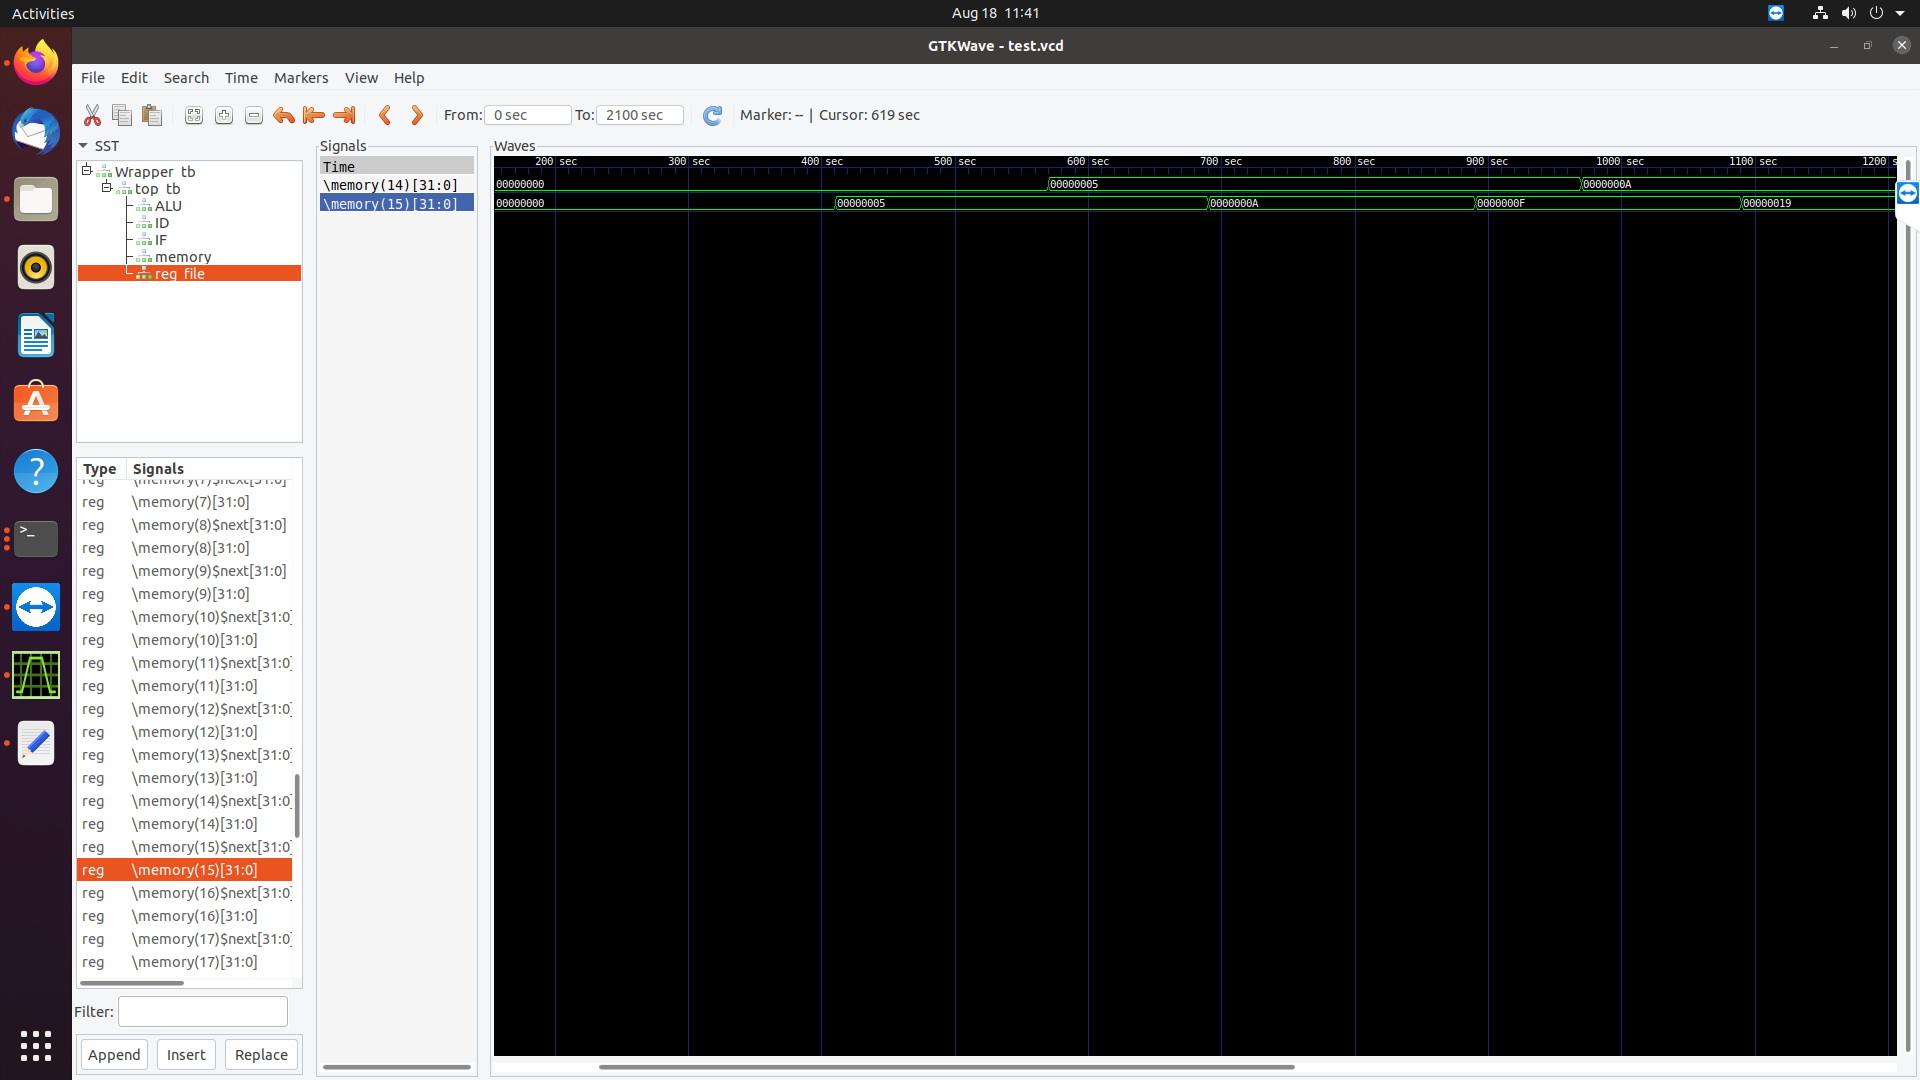 Activities
Aug 18 11:41
GTKWave - test.vcd
File Edit Search Time Markers View Help
From: 0 sec To: 2100 sec Marker: -- | Cursor: 619 sec
SST
Wrapper_tb
top_tb
ALU
ID
IF
memory
reg_file
Type Signals
reg \memory(7)$next[31:0]
reg \memory(7)[31:0]
reg \memory(8)$next[31:0]
reg \memory(8)[31:0]
reg \memory(9)$next[31:0]
reg \memory(9)[31:0]
reg \memory(10)$next[31:0]
reg \memory(10)[31:0]
reg \memory(11)$next[31:0]
reg \memory(11)[31:0]
reg \memory(12)$next[31:0]
reg \memory(12)[31:0]
reg \memory(13)$next[31:0]
reg \memory(13)[31:0]
reg \memory(14)$next[31:0]
reg \memory(14)[31:0]
reg \memory(15)$next[31:0]
reg \memory(15)[31:0]
reg \memory(16)$next[31:0]
reg \memory(16)[31:0]
reg \memory(17)$next[31:0]
reg \memory(17)[31:0]
Filter:
Append Insert Replace
Signals
Time
\memory(14)[31:0]
\memory(15)[31:0]
Waves
200 sec 300 sec 400 sec 500 sec 600 sec 700 sec 800 sec 900 sec 1000 sec 1100 sec 1200 s
00000000 00000005 0000000A
00000000 00000005 0000000A 0000000F 00000019